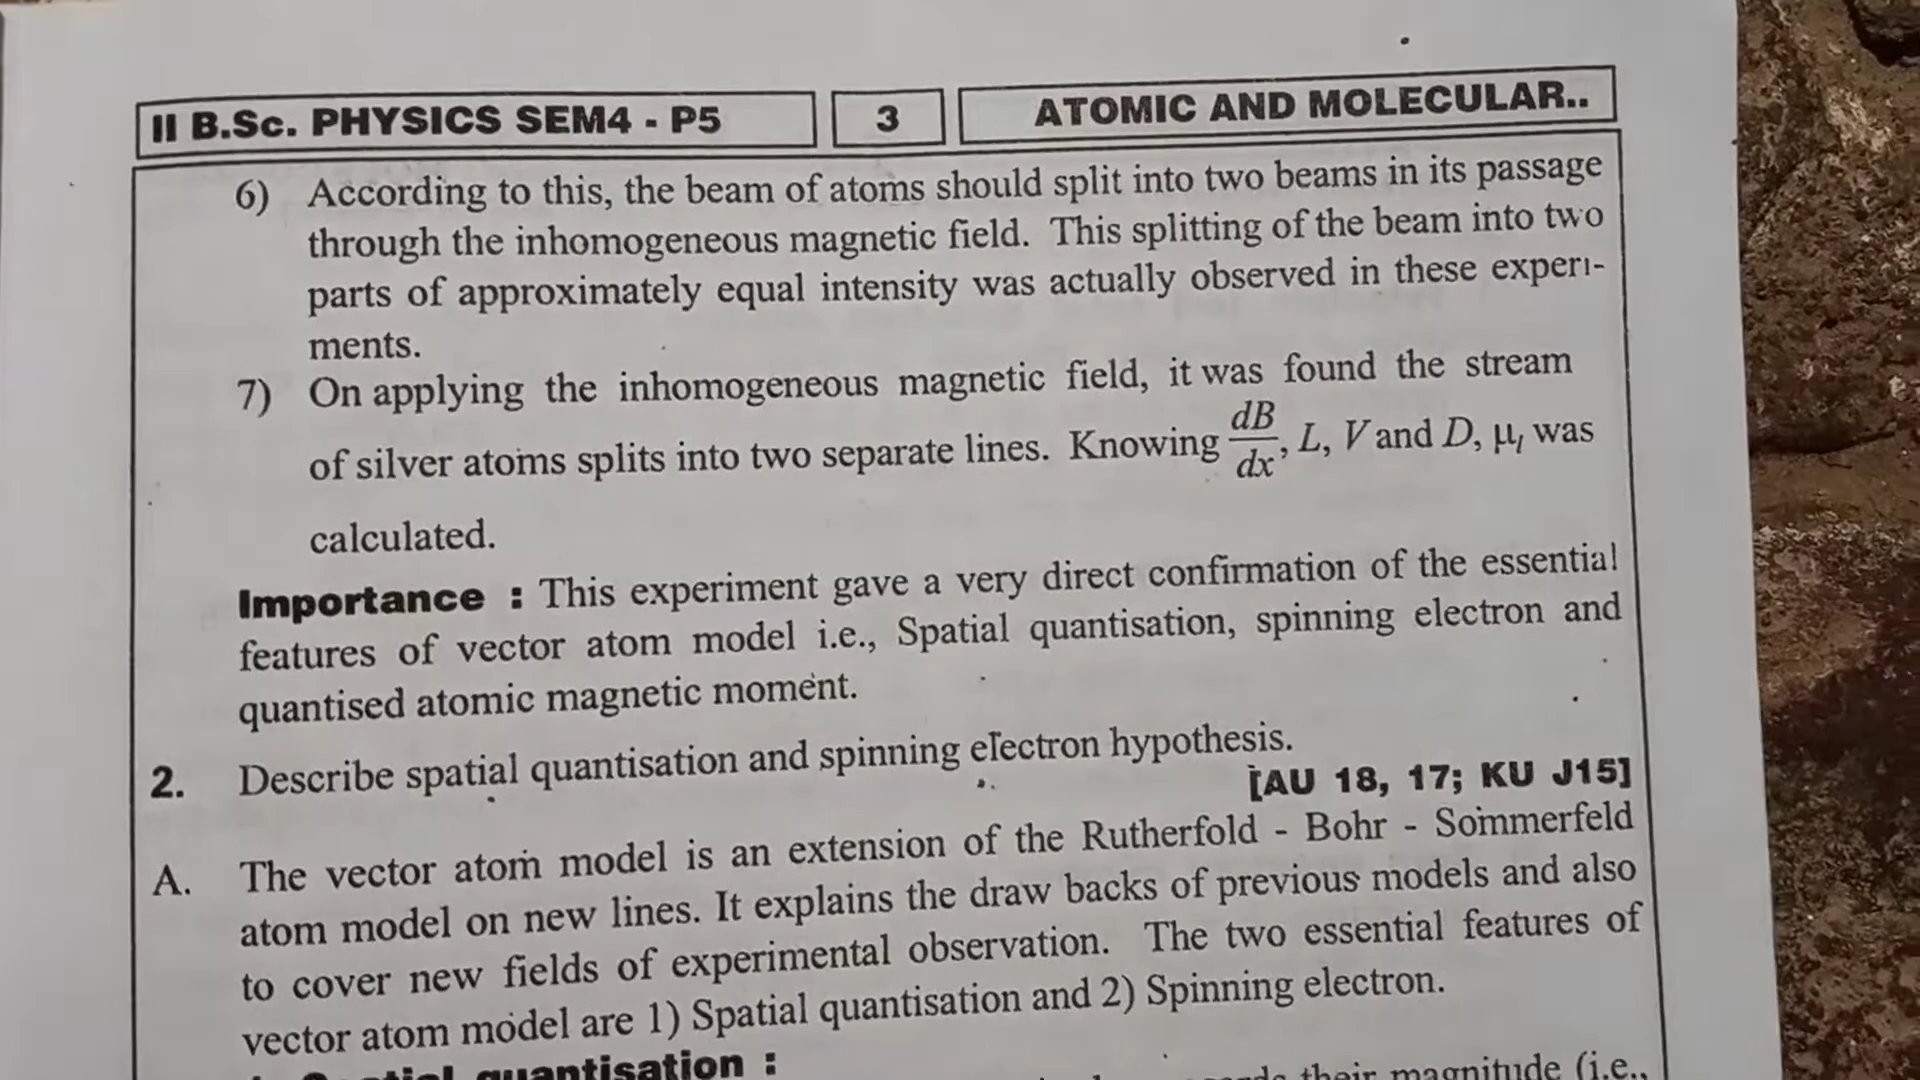 II B.Sc. PHYSICS SEM4 - P5 3 ATOMIC AND MOLECULAR..
6) According to this, the beam of atoms should split into two beams in its passage
through the inhomogeneous magnetic field. This splitting of the beam into two
parts of approximately equal intensity was actually observed in these experi-
ments.
7) On applying the inhomogeneous magnetic field, it was found the stream
of silver atoms splits into two separate lines. Knowing dB/dx, L, V and D, μ_l was
calculated.
Importance : This experiment gave a very direct confirmation of the essential
features of vector atom model i.e., Spatial quantisation, spinning electron and
quantised atomic magnetic moment.
2. Describe spatial quantisation and spinning electron hypothesis.
[AU 18, 17; KU J15]
A. The vector atom model is an extension of the Rutherfold - Bohr - Sommerfeld
atom model on new lines. It explains the draw backs of previous models and also
to cover new fields of experimental observation. The two essential features of
vector atom model are 1) Spatial quantisation and 2) Spinning electron.
quantisation :
their magnitude (i.e.,